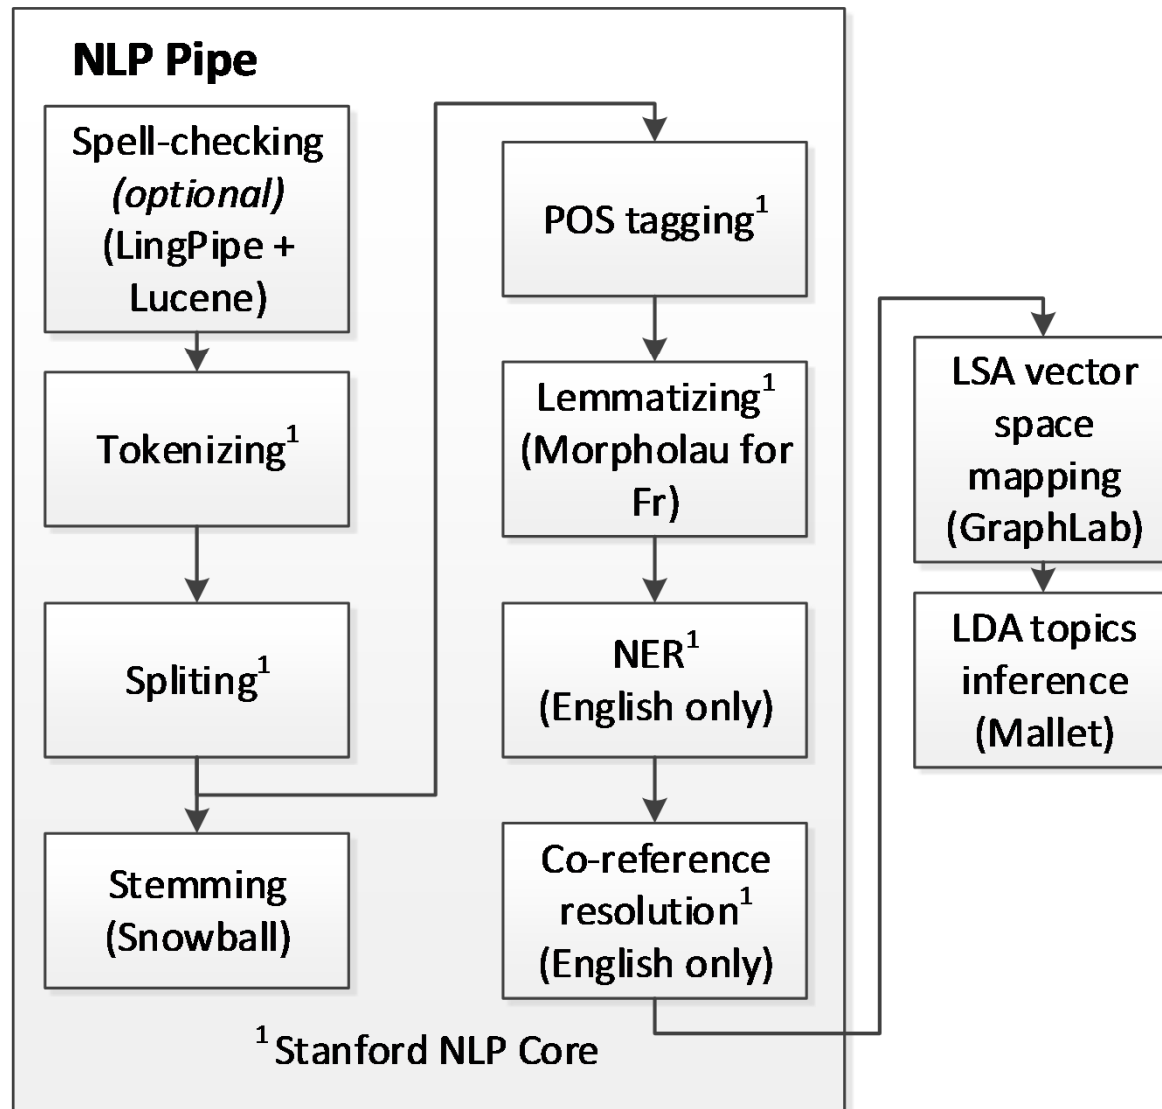 NLP Pipe
Spell-checking
(optional)
(LingPipe +
Lucene)
Tokenizing1
Spliting1
Stemming
(Snowball)
POS tagging1
Lemmatizing1
(Morpholau for
Fr)
NER1
(English only)
Co-reference
resolution1
(English only)
1 Stanford NLP Core
LSA vector
space
mapping
(GraphLab)
LDA topics
inference
(Mallet)